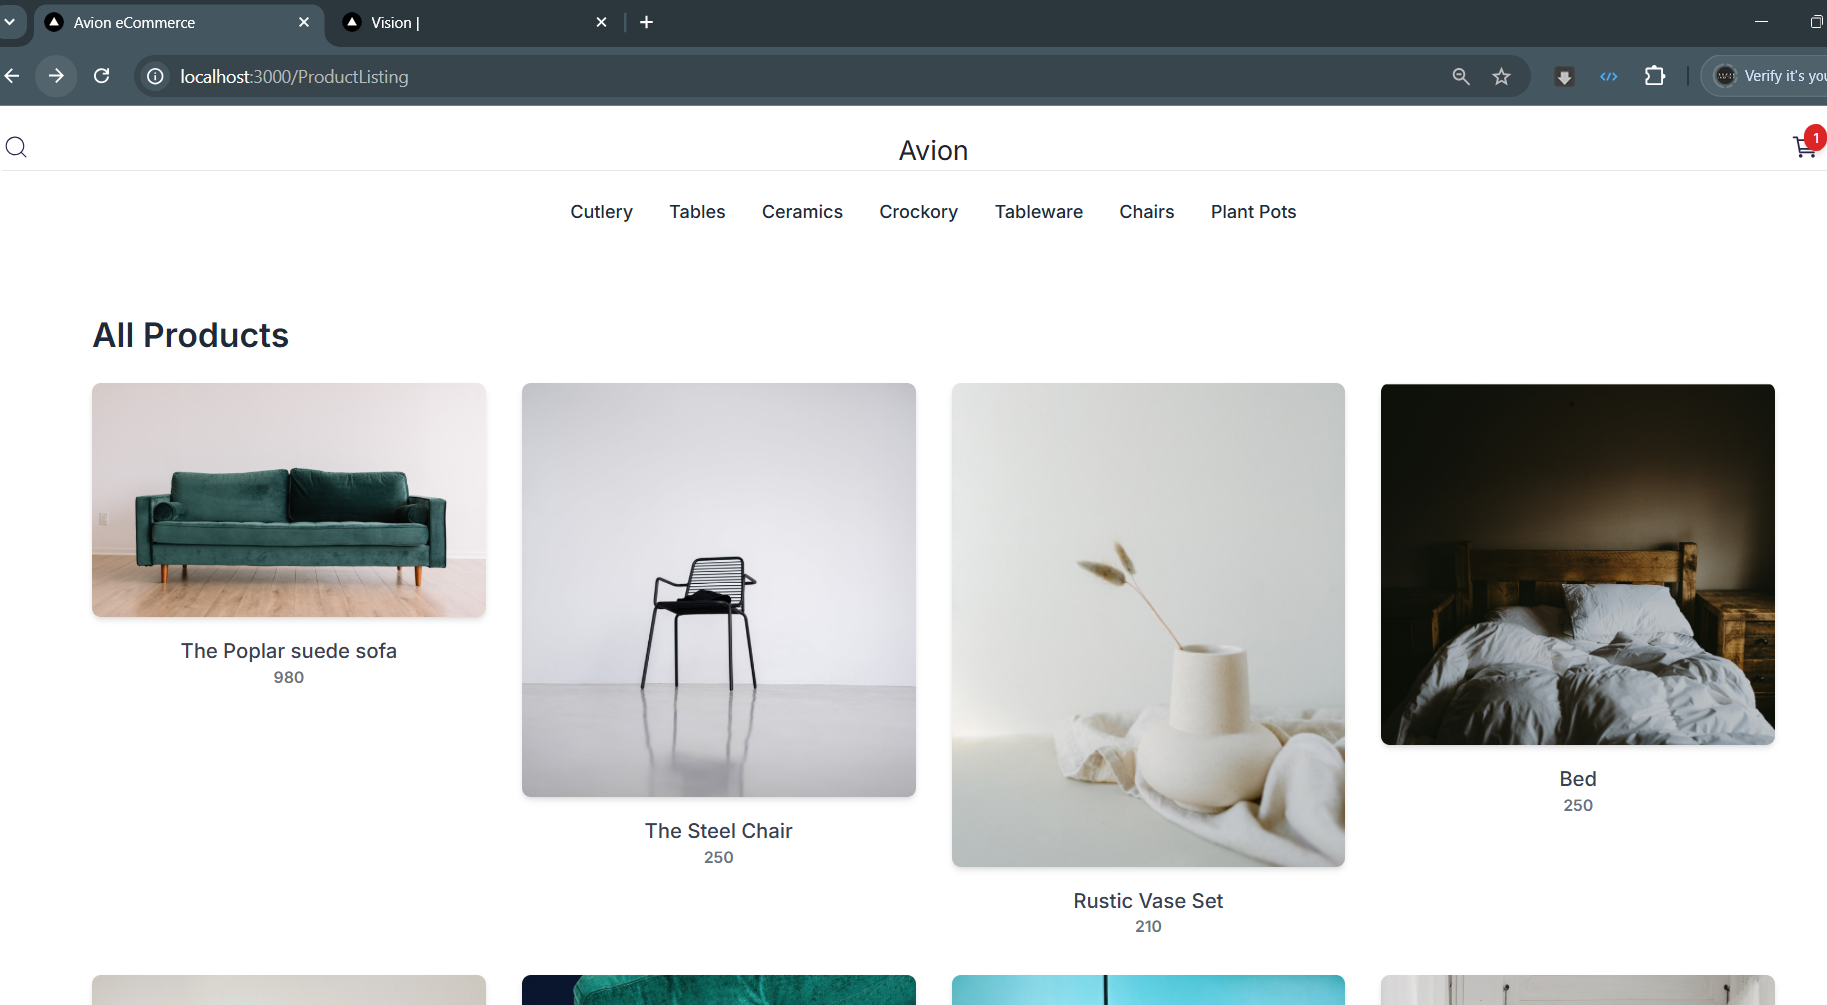 Avion eCommerce
Vision |
localhost:3000/ProductListing
Verify it's you
Avion
1
Cutlery Tables Ceramics Crockory Tableware Chairs Plant Pots
All Products
The Poplar suede sofa
980
The Steel Chair
250
Rustic Vase Set
210
Bed
250